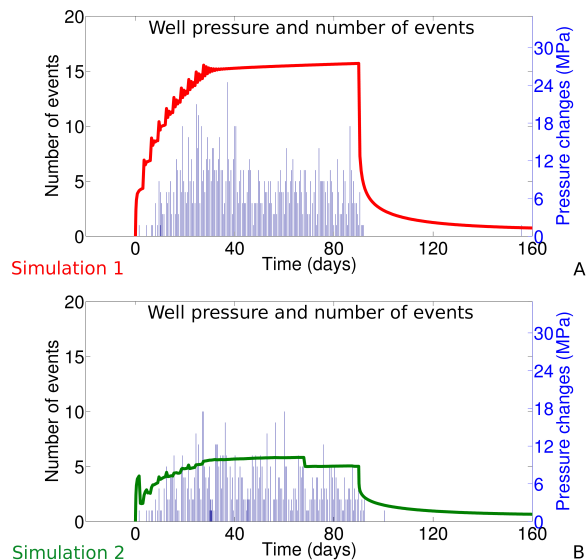 Well pressure and number of events
Number of events
20
15
10
5
0
Pressure changes (MPa)
30
24
18
12
6
0
0
40
80
120
160
Time (days)
Simulation 1
A
Well pressure and number of events
Number of events
20
15
10
5
0
Pressure changes (MPa)
30
24
18
12
6
0
0
40
80
120
160
Time (days)
Simulation 2
B